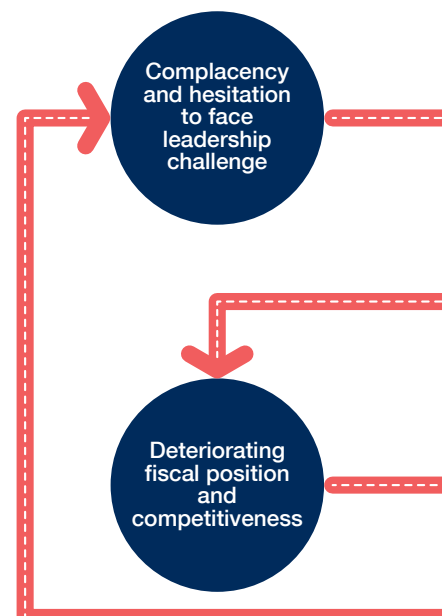 Complacency
and hesitation
to face
leadership
challenge
Deteriorating
fiscal position
and
competitiveness